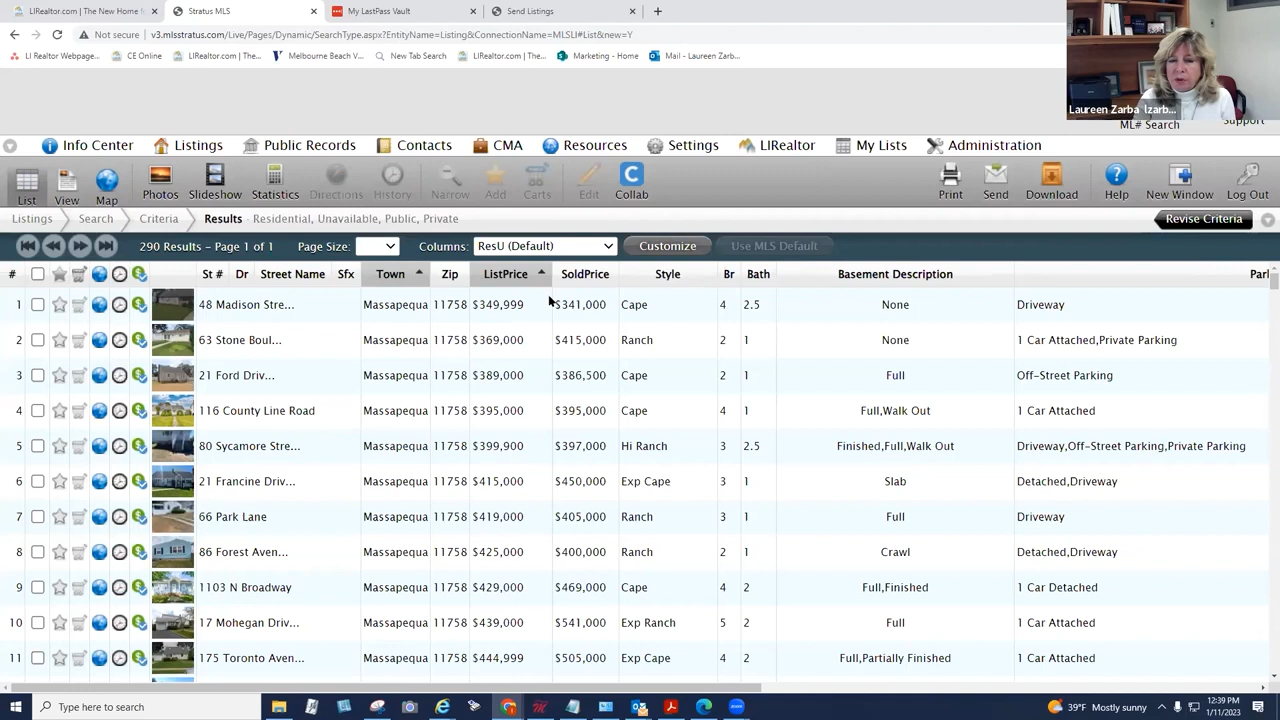 LIRealtor.com | The New Home f
Stratus MLS
My LastPass Vault
Send Listings
Not secure
v3.mlsstratus.com/Live/Pages/Dynamic/SearchType.aspx?
ConnectionName=MLSLI#List&new=Y
LI Realtor Webpage...
CE Online
LIRealtor.com | The...
Melbourne Beach V...
New Tab Search
LIRealtor.com | The...
Marketing - Home
Mail - Laureen Zarb...
Laureen Zarba lzarb...
ML# Search
Support
Info Center
Listings
Public Records
Contacts
CMA
Resources
Settings
LIRealtor
My Lists
Administration
List
View
Map
Photos
Slideshow
Statistics
Directions
History
Narrow
Add
Carts
Edit
Collab
Print
Send
Download
Help
New Window
Log Out
Listings
Search
Criteria
Results - Residential, Unavailable, Public, Private
Revise Criteria
290 Results - Page 1 of 1
Page Size:
Columns:
ResU (Default)
Customize
Use MLS Default
# St # Dr Street Name Sfx Town Zip ListPrice SoldPrice Style Br Bath Basement Description Parl
1 48 Madison Stre... Massapequa 11758 $349,999 $341,000 Cape 4 2.5 None Driveway
2 63 Stone Boul... Massapequa 11758 $369,000 $415,000 Ranch 2 1 None 1 Car Attached,Private Parking
3 21 Ford Driv... Massapequa 11758 $389,000 $386,500 Cape 2 1 Full Off-Street Parking
4 116 County Line Road Massapequa 11758 $395,000 $395,000 Cape 4 1 Full,Walk Out 1 Car Attached
5 80 Sycamore Stre... Massapequa 11758 $399,900 $397,000 Hi Ranch 3 2.5 Finished,Full,Walk Out Driveway,Off-Street Parking,Private Parking
6 21 Francine Driv... Massapequa 11758 $415,000 $450,000 Exp Cape 3 1 Slab Detached,Driveway
7 66 Park Lane Massapequa 11758 $419,000 $405,000 Ranch 3 1 Full Driveway
8 86 Forest Aven... Massapequa 11758 $425,000 $400,000 Ranch 2 1 Crawl Detached,Driveway
9 1103 N Broadway Massapequa 11758 $429,000 $469,000 Cape 4 2 Full,Finished 1 Car Detached
10 17 Mohegan Driv... Massapequa 11758 $439,000 $541,000 Exp Ranch 5 2 Full 1 Car Attached
11 175 Toronto Aven... Massapequa 11758 $444,999 Exp Cape 4 2 Full,Partially Finished 1 Car Attached
Type here to search
39°F Mostly sunny
12:39 PM
1/11/2023